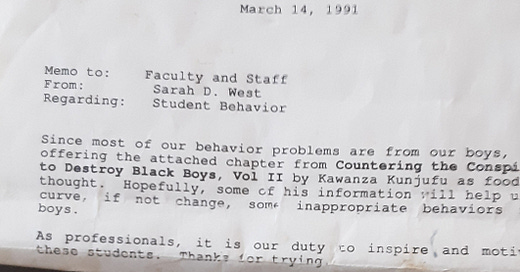 March 14, 1991
Memo to: Faculty and Staff
From: Sarah D. West
Regarding: Student Behavior
Since most of our behavior problems are from our boys,
offering the attached chapter from Countering the Conspi
to Destroy Black Boys, Vol II by Kawanza Kunjufu as food
thought. Hopefully, some of his information will help u
curve, if not change, some inappropriate behaviors
boys.
As professionals, it is our duty to inspire and moti
these students. Thanks for trying.